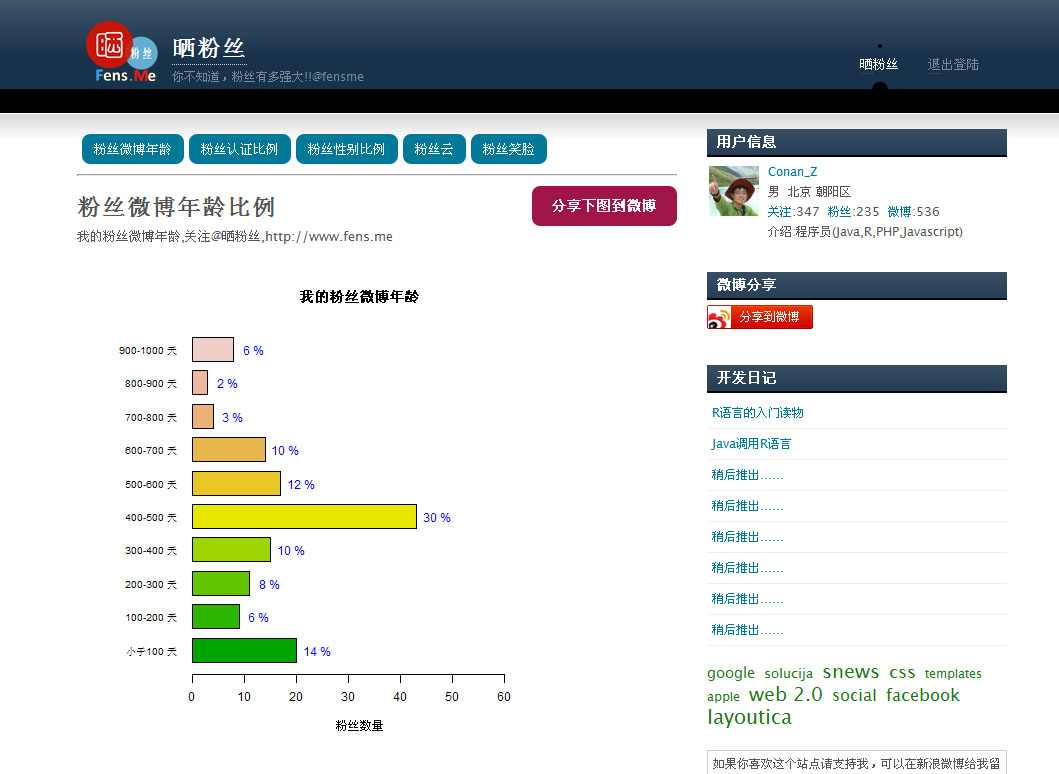 晒 粉丝
Fens.Me
晒粉丝
你不知道，粉丝有多强大!!@fensme
晒粉丝 退出登陆
粉丝微博年龄 粉丝认证比例 粉丝性别比例 粉丝云 粉丝笑脸
粉丝微博年龄比例
分享下图到微博
我的粉丝微博年龄,关注@晒粉丝,http://www.fens.me
我的粉丝微博年龄
900-1000 天 6 %
800-900 天 2 %
700-800 天 3 %
600-700 天 10 %
500-600 天 12 %
400-500 天 30 %
300-400 天 10 %
200-300 天 8 %
100-200 天 6 %
小于100 天 14 %
0 10 20 30 40 50 60
粉丝数量
用户信息
Conan_Z
男 北京 朝阳区
关注:347 粉丝:235 微博:536
介绍:程序员(Java,R,PHP,Javascript)
微博分享
分享到微博
开发日记
R语言的入门读物
Java调用R语言
稍后推出……
稍后推出……
稍后推出……
稍后推出……
稍后推出……
稍后推出……
google solucija snews css templates
apple web 2.0 social facebook
layoutica
如果你喜欢这个站点请支持我，可以在新浪微博给我留